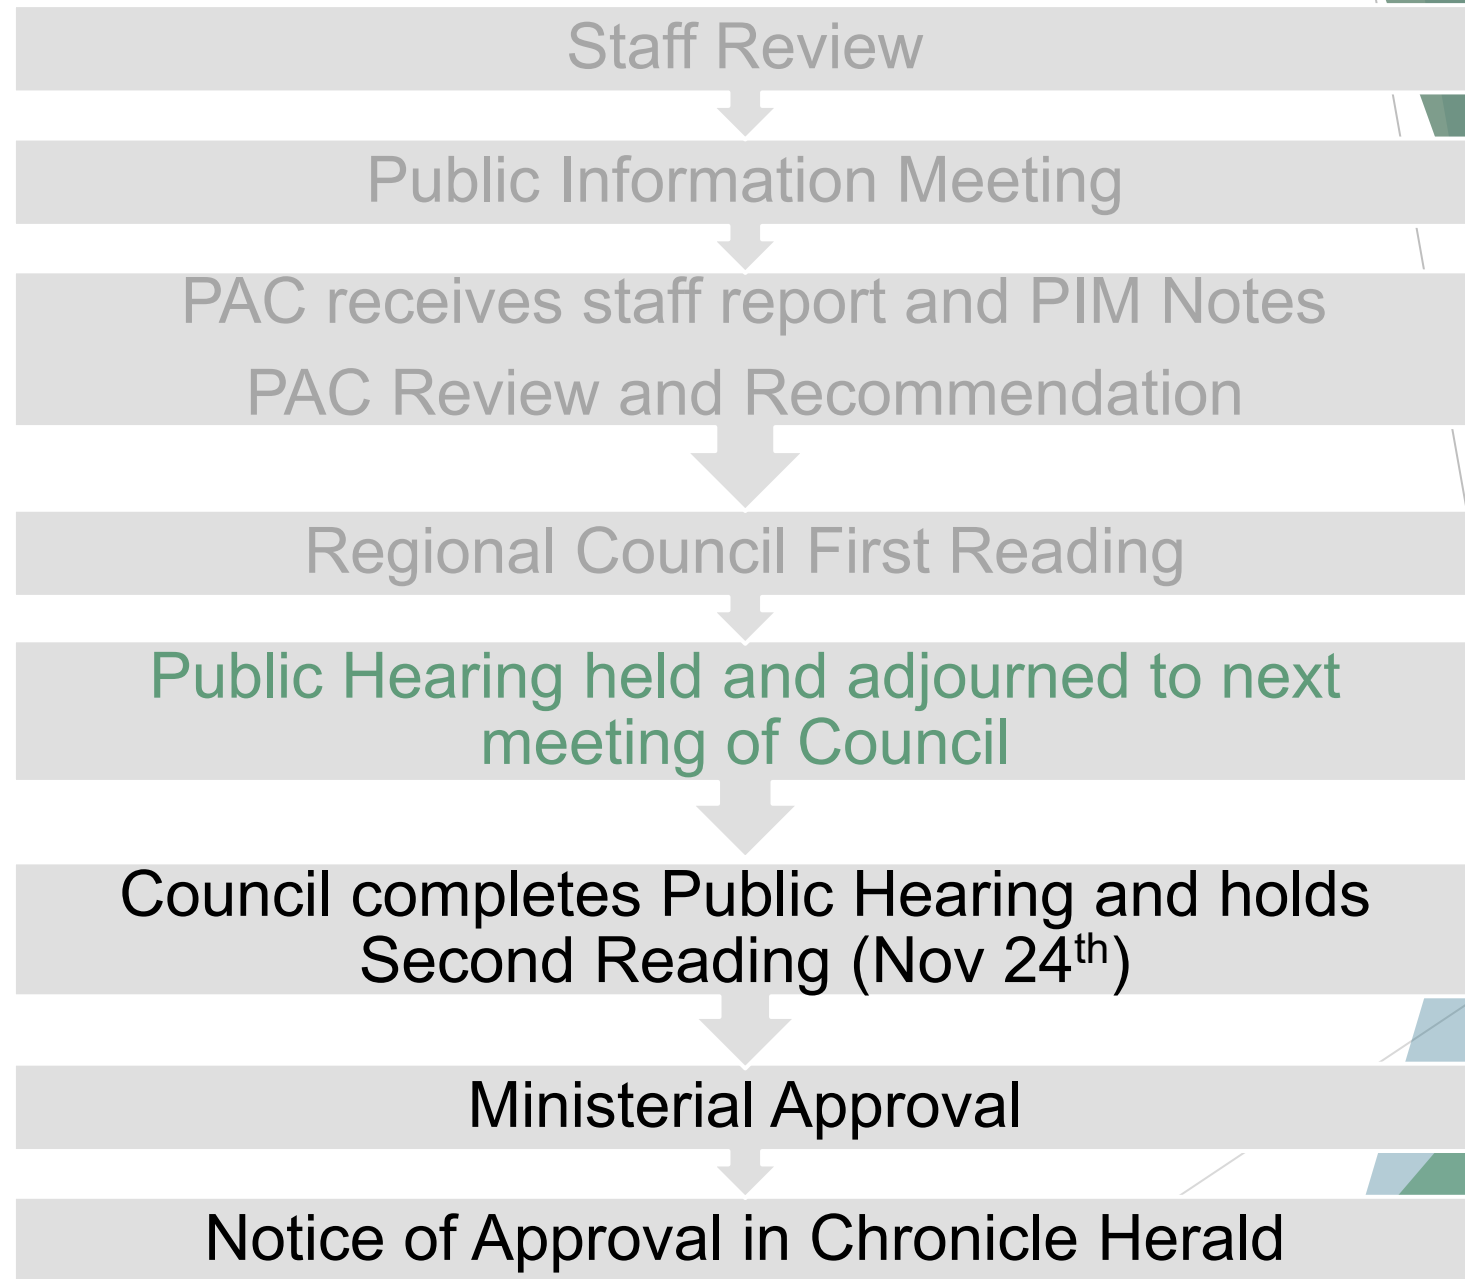 Staff Review
Public Information Meeting
PAC receives staff report and PIM Notes
PAC Review and Recommendation
Regional Council First Reading
Public Hearing held and adjourned to next
meeting of Council
Council completes Public Hearing and holds
Second Reading (Nov 24th)
Ministerial Approval
Notice of Approval in Chronicle Herald